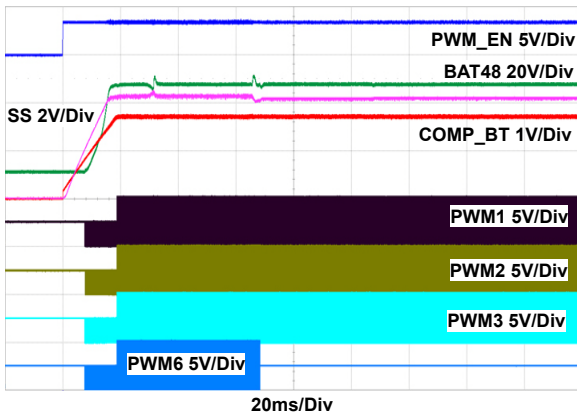 PWM_EN 5V/Div
BAT48 20V/Div
SS 2V/Div
COMP_BT 1V/Div
PWM1 5V/Div
PWM2 5V/Div
PWM3 5V/Div
PWM6 5V/Div
20ms/Div